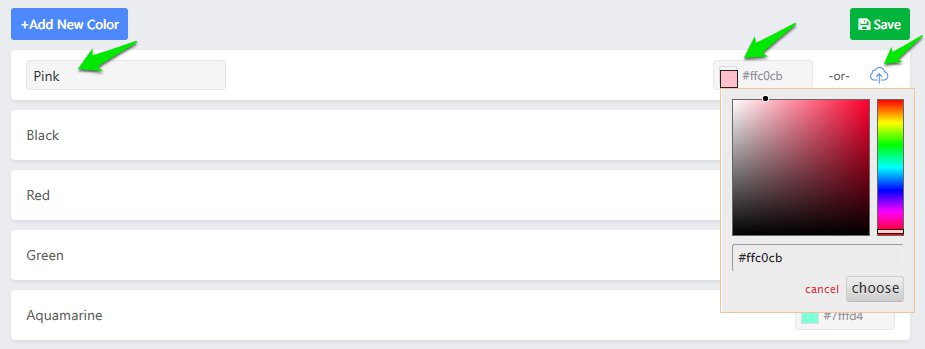 +Add New Color
Save
Pink
#ffc0cb
-or-
Black
Red
Green
#ffc0cb
cancel
choose
Aquamarine
#7fffd4